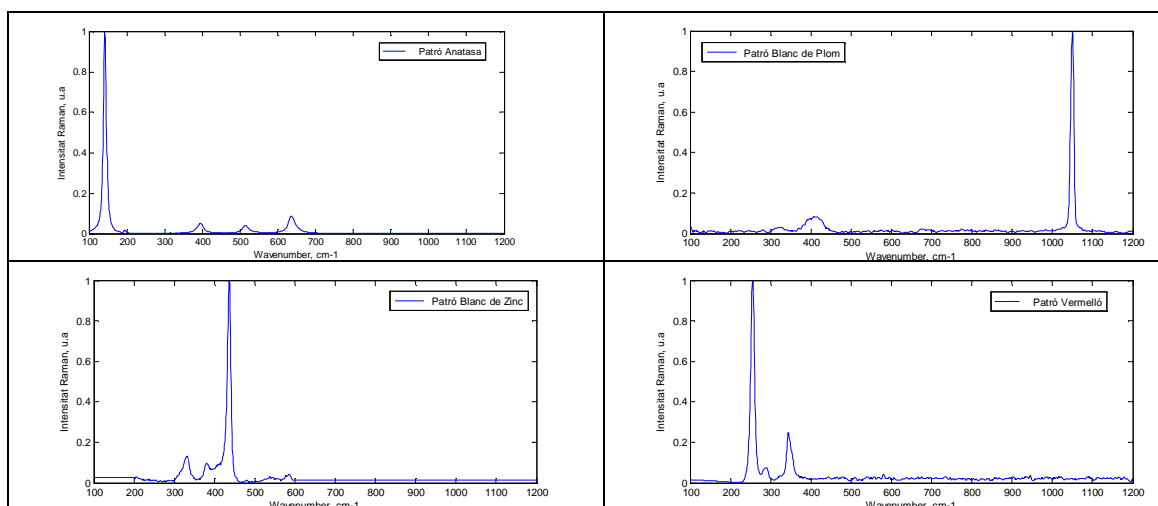 Intensitat Raman, u.a
1
0.8
0.6
0.4
0.2
0
Patró Anatasa
100 200 300 400 500 600 700 800 900 1000 1100 1200
Wavenumber, cm-1
Intensitat Raman, u.a
1
0.8
0.6
0.4
0.2
0
Patró Blanc de Plom
100 200 300 400 500 600 700 800 900 1000 1100 1200
Wavenumber, cm-1
Intensitat Raman, u.a
1
0.8
0.6
0.4
0.2
0
Patró Blanc de Zinc
100 200 300 400 500 600 700 800 900 1000 1100 1200
Wavenumber, cm-1
Intensitat Raman, u.a
1
0.8
0.6
0.4
0.2
0
Patró Vermelló
100 200 300 400 500 600 700 800 900 1000 1100 1200
Wavenumber, cm-1